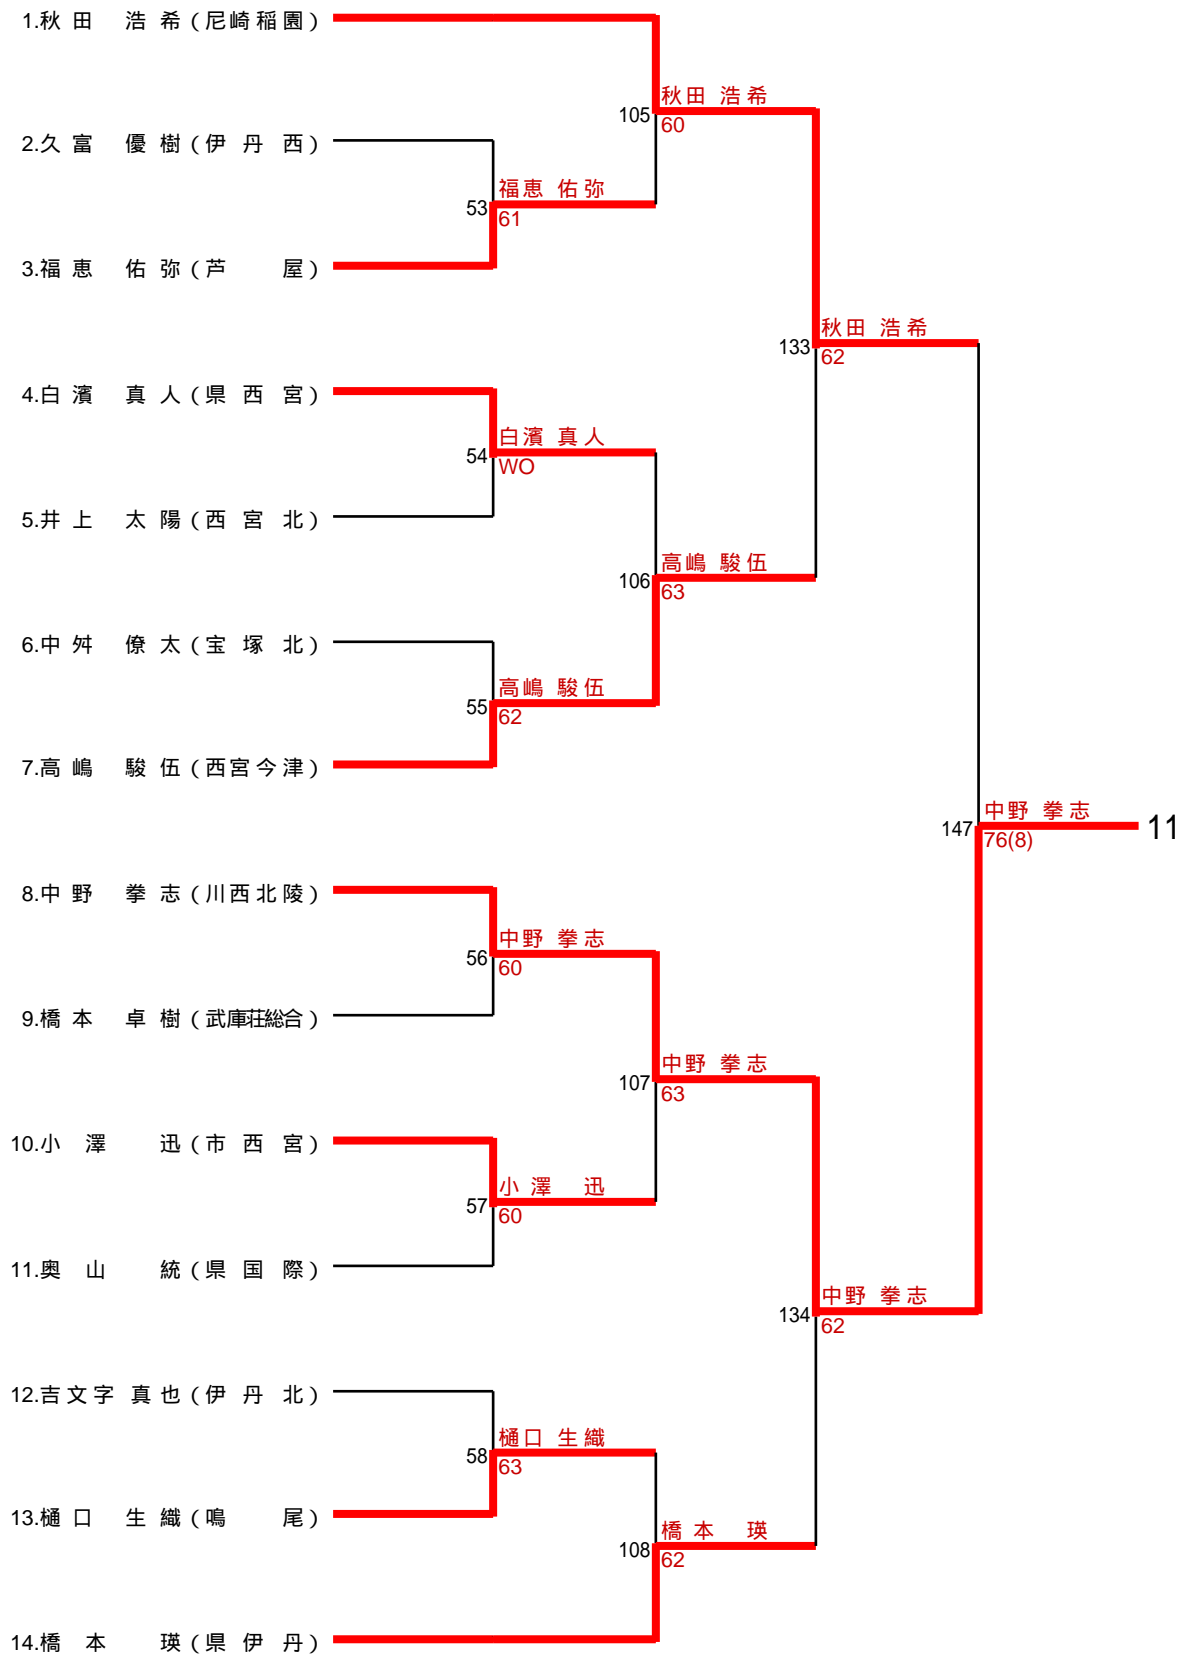 1.秋田 浩希(尼崎稲園)
秋田 浩希
105
60
2.久富 優樹(伊丹西)
福恵 佑弥
53
61
3.福恵 佑弥(芦 屋)
秋田 浩希
133
62
4.白濱 真人(県西宮)
白濱 真人
54
WO
5.井上 太陽(西宮北)
高嶋 駿伍
106
63
6.中舛 僚太(宝塚北)
高嶋 駿伍
55
62
7.高嶋 駿伍(西宮今津)
中野 拳志
147
76(8)
11
8.中野 拳志(川西北陵)
中野 拳志
56
60
9.橋本 卓樹(武庫荘総合)
中野 拳志
107
63
10.小澤 迅(市西宮)
小澤 迅
57
60
11.奥山 統(県国際)
中野 拳志
134
62
12.吉文字 真也(伊丹北)
樋口 生織
58
63
13.樋口 生織(鳴 尾)
橋本 瑛
108
62
14.橋本 瑛(県伊丹)